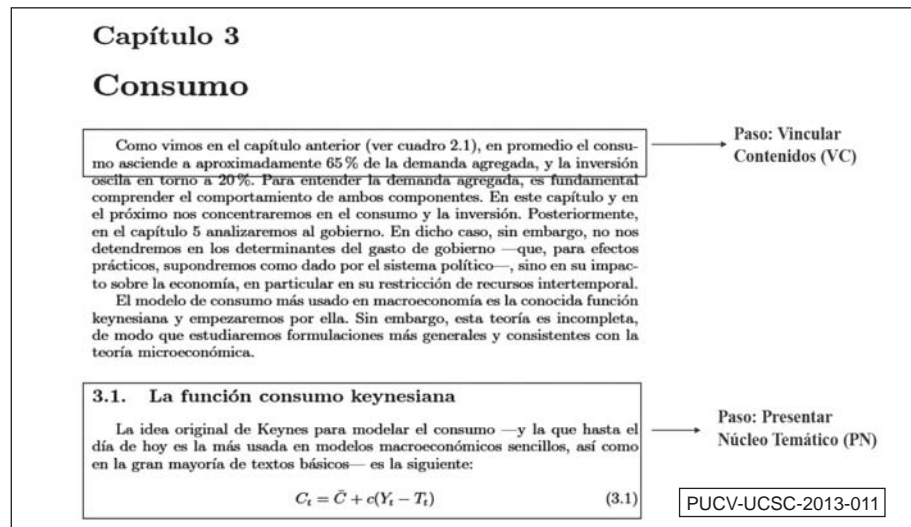 Capítulo 3
Consumo
Como vimos en el capítulo anterior (ver cuadro 2.1), en promedio el consu-
mo asciende a aproximadamente 65 % de la demanda agregada, y la inversión
oscila en torno a 20 %. Para entender la demanda agregada, es fundamental
comprender el comportamiento de ambos componentes. En este capítulo y en
el próximo nos concentraremos en el consumo y la inversión. Posteriormente,
en el capítulo 5 analizaremos al gobierno. En dicho caso, sin embargo, no nos
detendremos en los determinantes del gasto de gobierno —que, para efectos
prácticos, supondremos como dado por el sistema político—, sino en su impac-
to sobre la economía, en particular en su restricción de recursos intertemporal.
El modelo de consumo más usado en macroeconomía es la conocida función
keynesiana y empezaremos por ella. Sin embargo, esta teoría es incompleta,
de modo que estudiaremos formulaciones más generales y consistentes con la
teoría microeconómica.
Paso: Vincular
Contenidos (VC)
3.1. La función consumo keynesiana
La idea original de Keynes para modelar el consumo —y la que hasta el
día de hoy es la más usada en modelos macroeconómicos sencillos, así como
en la gran mayoría de textos básicos— es la siguiente:
Cₜ = C̄ + c(Yₜ − Tₜ) (3.1)
Paso: Presentar
Núcleo Temático (PN)
PUCV-UCSC-2013-011